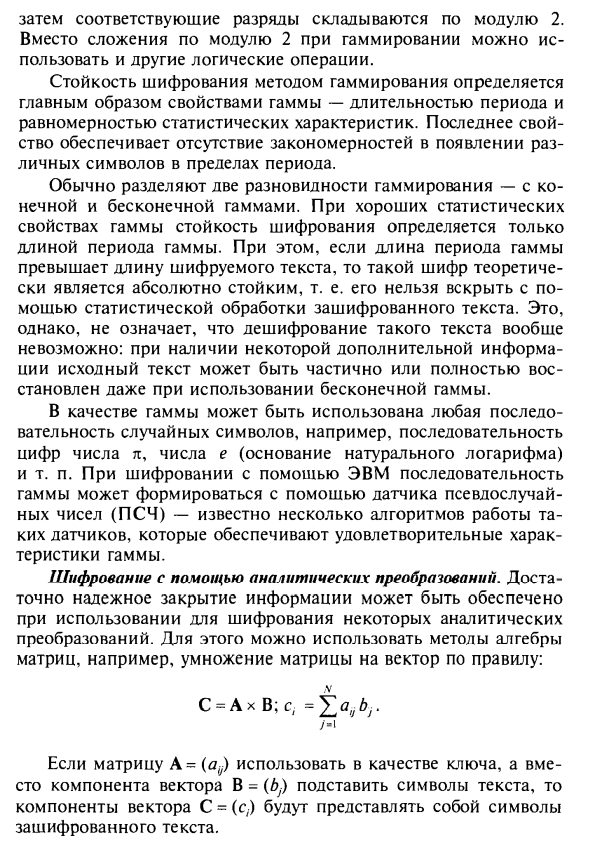 затем соответствующие разряды складываются по модулю 2.
Вместо сложения по модулю 2 при гаммировании можно ис-
пользовать и другие логические операции.
Стойкость шифрования методом гаммирования определяется
главным образом свойствами гаммы — длительностью периода и
равномерностью статистических характеристик. Последнее свой-
ство обеспечивает отсутствие закономерностей в появлении раз-
личных символов в пределах периода.
Обычно разделяют две разновидности гаммирования — с ко-
нечной и бесконечной гаммами. При хороших статистических
свойствах гаммы стойкость шифрования определяется только
длиной периода гаммы. При этом, если длина периода гаммы
превышает длину шифруемого текста, то такой шифр теоретиче-
ски является абсолютно стойким, т. е. его нельзя вскрыть с по-
мощью статистической обработки зашифрованного текста. Это,
однако, не означает, что дешифрование такого текста вообще
невозможно: при наличии некоторой дополнительной информа-
ции исходный текст может быть частично или полностью вос-
становлен даже при использовании бесконечной гаммы.
В качестве гаммы может быть использована любая последо-
вательность случайных символов, например, последовательность
цифр числа π, числа e (основание натурального логарифма)
и т. п. При шифровании с помощью ЭВМ последовательность
гаммы может формироваться с помощью датчика псевдослучай-
ных чисел (ПСЧ) — известно несколько алгоритмов работы та-
ких датчиков, которые обеспечивают удовлетворительные харак-
теристики гаммы.
Шифрование с помощью аналитических преобразований. Доста-
точно надежное закрытие информации может быть обеспечено
при использовании для шифрования некоторых аналитических
преобразований. Для этого можно использовать методы алгебры
матриц, например, умножение матрицы на вектор по правилу:
C = A × B; c_i = ∑_{j=1}^{N} a_{ij} b_j.
Если матрицу A = (a_{ij}) использовать в качестве ключа, а вме-
сто компонента вектора B = (b_j) подставить символы текста, то
компоненты вектора C = (c_i) будут представлять собой символы
зашифрованного текста.